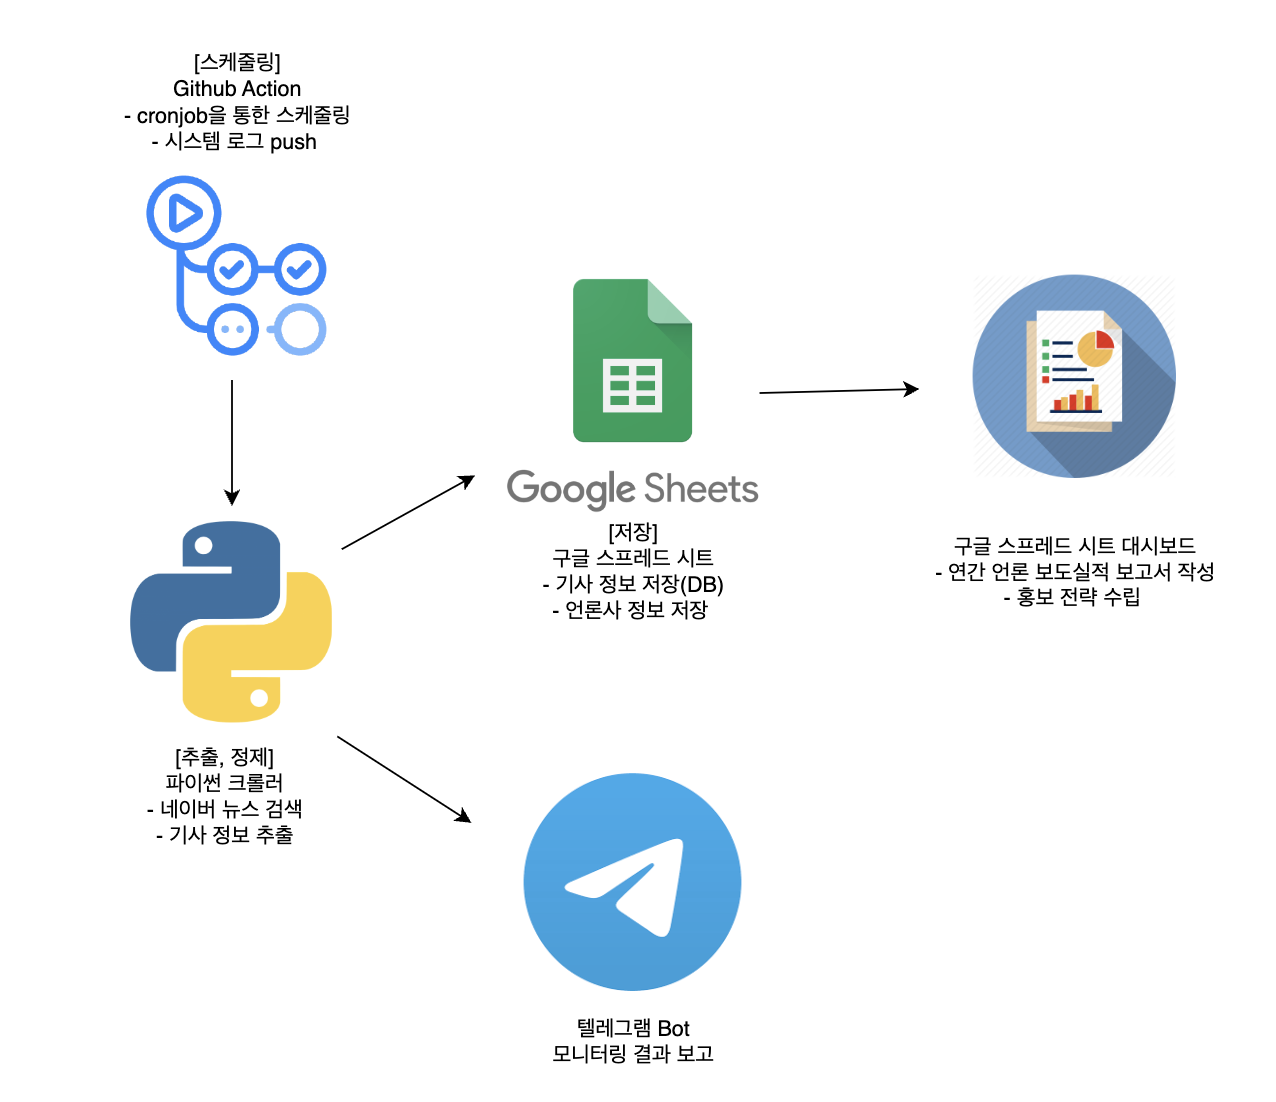 [스케줄링]
Github Action
- cronjob을 통한 스케줄링
- 시스템 로그 push
Google Sheets
[저장]
구글 스프레드 시트
- 기사 정보 저장(DB)
- 언론사 정보 저장
구글 스프레드 시트 대시보드
- 연간 언론 보도실적 보고서 작성
- 홍보 전략 수립
[추출, 정제]
파이썬 크롤러
- 네이버 뉴스 검색
- 기사 정보 추출
텔레그램 Bot
모니터링 결과 보고